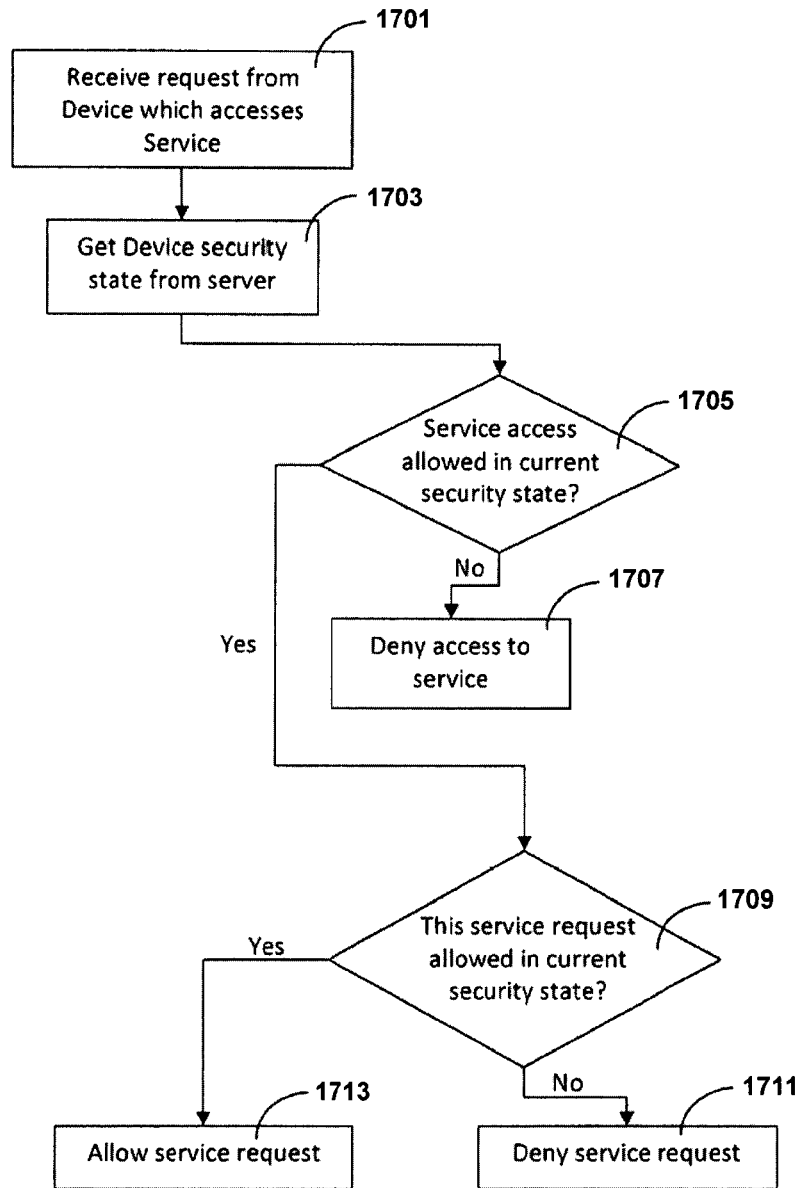 1701
Receive request from
Device which accesses
Service
1703
Get Device security
state from server
1705
Service access
allowed in current
security state?
No
1707
Yes
Deny access to
service
1709
This service request
allowed in current
security state?
Yes
No
1713
1711
Allow service request
Deny service request